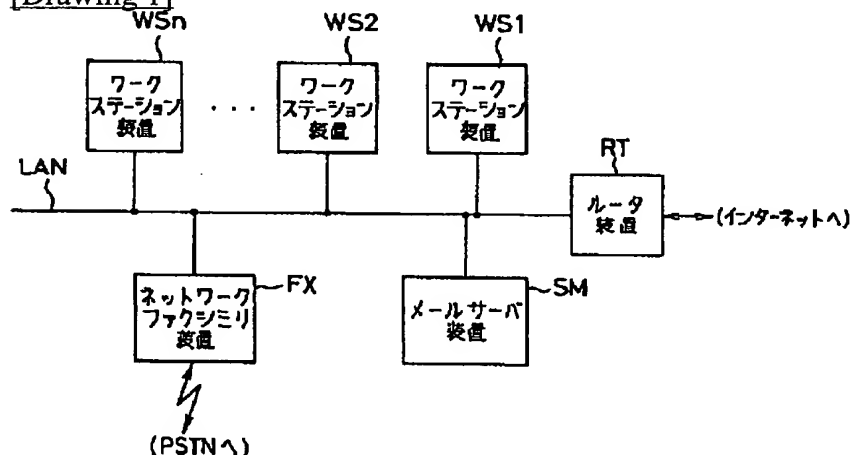 [Drawing 1]
WSn
WS2
WS1
ワーク
ステーション
装置
...
ワーク
ステーション
装置
ワーク
ステーション
装置
LAN
RT
ルータ
装置
(インターネットへ)
ネットワーク
ファクシミリ
装置
FX
メールサーバ
装置
SM
(PSTNへ)